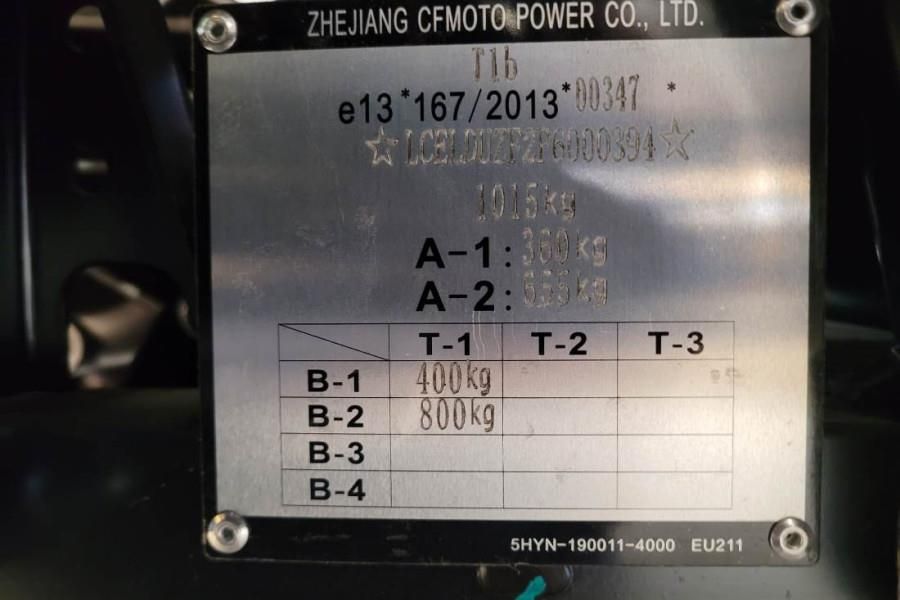 ZHEJIANG CFMOTO POWER CO., LTD.
T1b
e13*167/2013*00347 *
☆LCELDUZF2P6000394☆
1015kg
A-1: 360kg
A-2: 655kg
T-1 T-2 T-3
B-1 400kg
B-2 800kg
B-3
B-4
5HYN-190011-4000 EU211